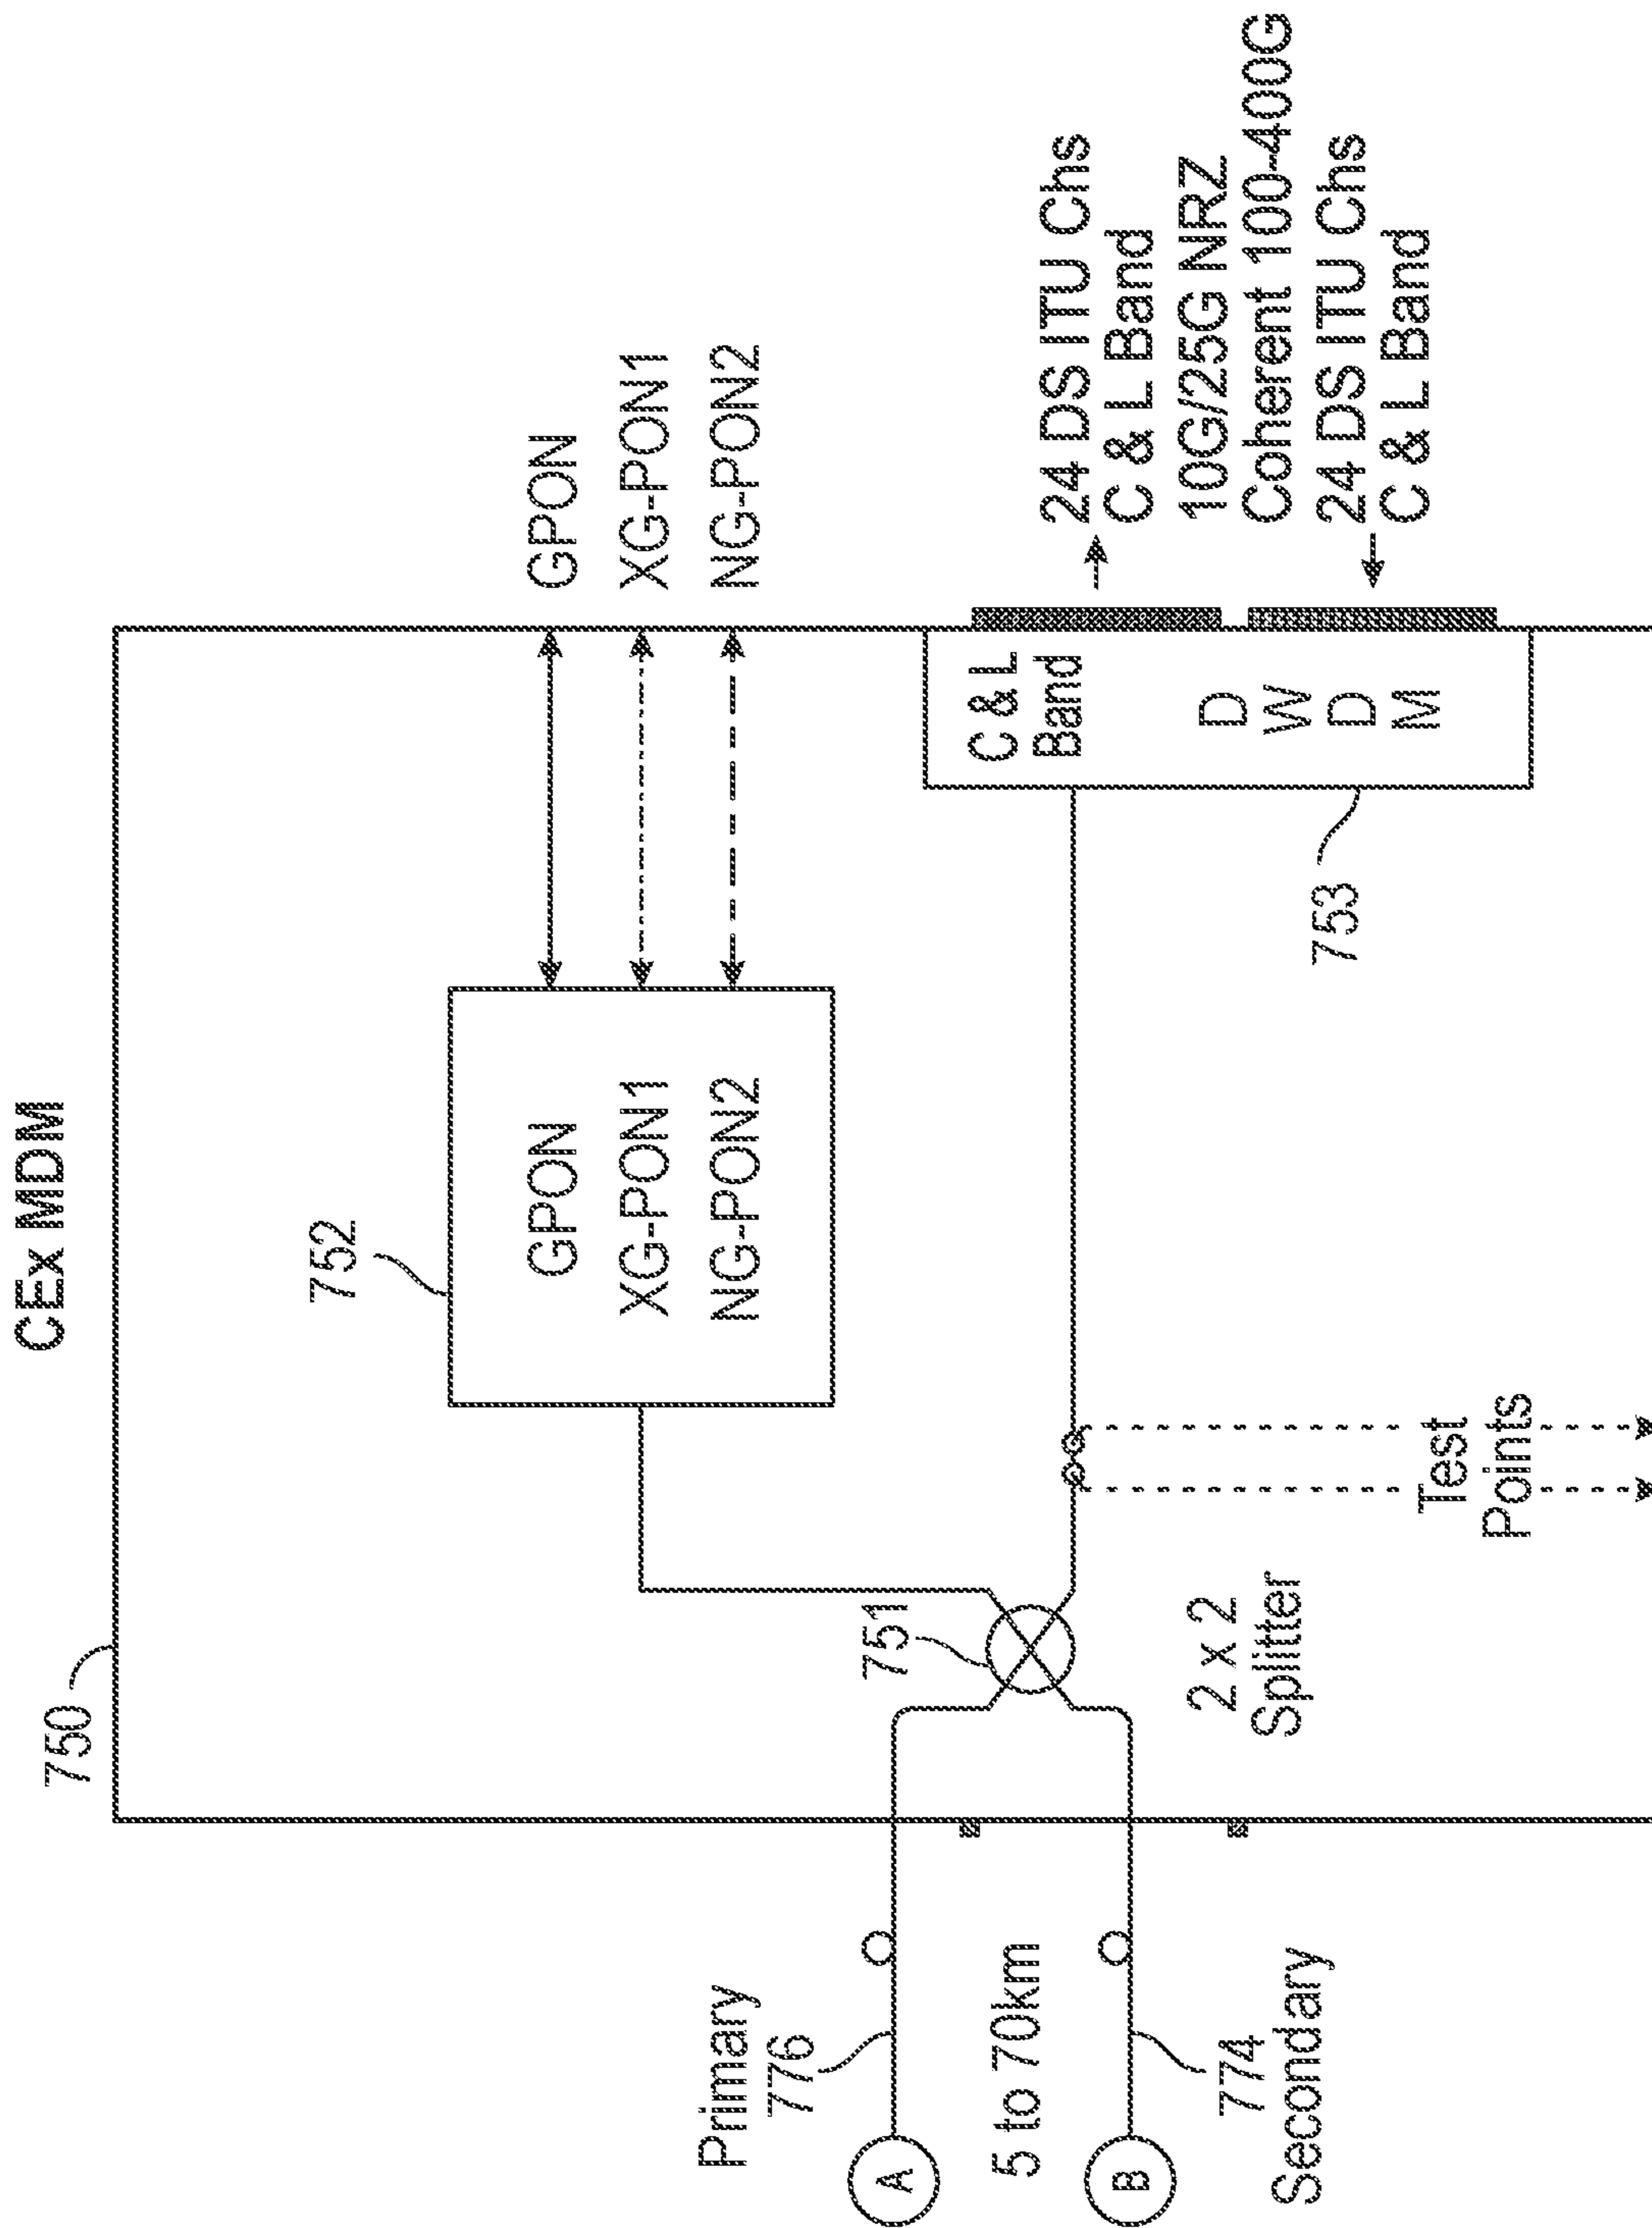 CEx MDM
750
752
GPON
XG-PON1
NG-PON2
GPON
XG-PON1
NG-PON2
Primary
776
A
5 to 70km
B
774
Secondary
751
2 x 2
Splitter
Test
Points
C & L
Band
D
W
D
M
753
24 DS ITU Chs
C & L Band
10G/25G NRZ
Coherent 100-400G
24 DS ITU Chs
C & L Band